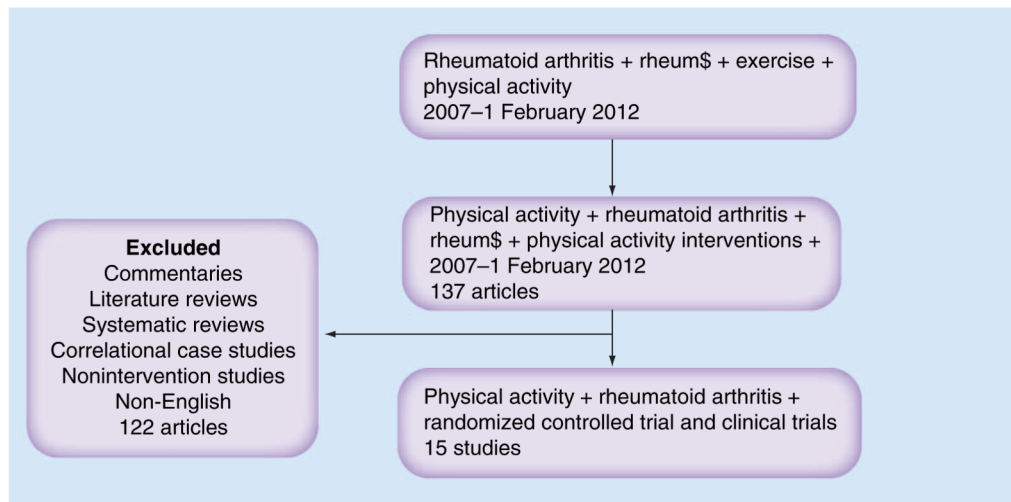 Rheumatoid arthritis + rheum$ + exercise +
physical activity
2007–1 February 2012
Physical activity + rheumatoid arthritis +
rheum$ + physical activity interventions +
2007–1 February 2012
137 articles
Excluded
Commentaries
Literature reviews
Systematic reviews
Correlational case studies
Nonintervention studies
Non-English
122 articles
Physical activity + rheumatoid arthritis +
randomized controlled trial and clinical trials
15 studies